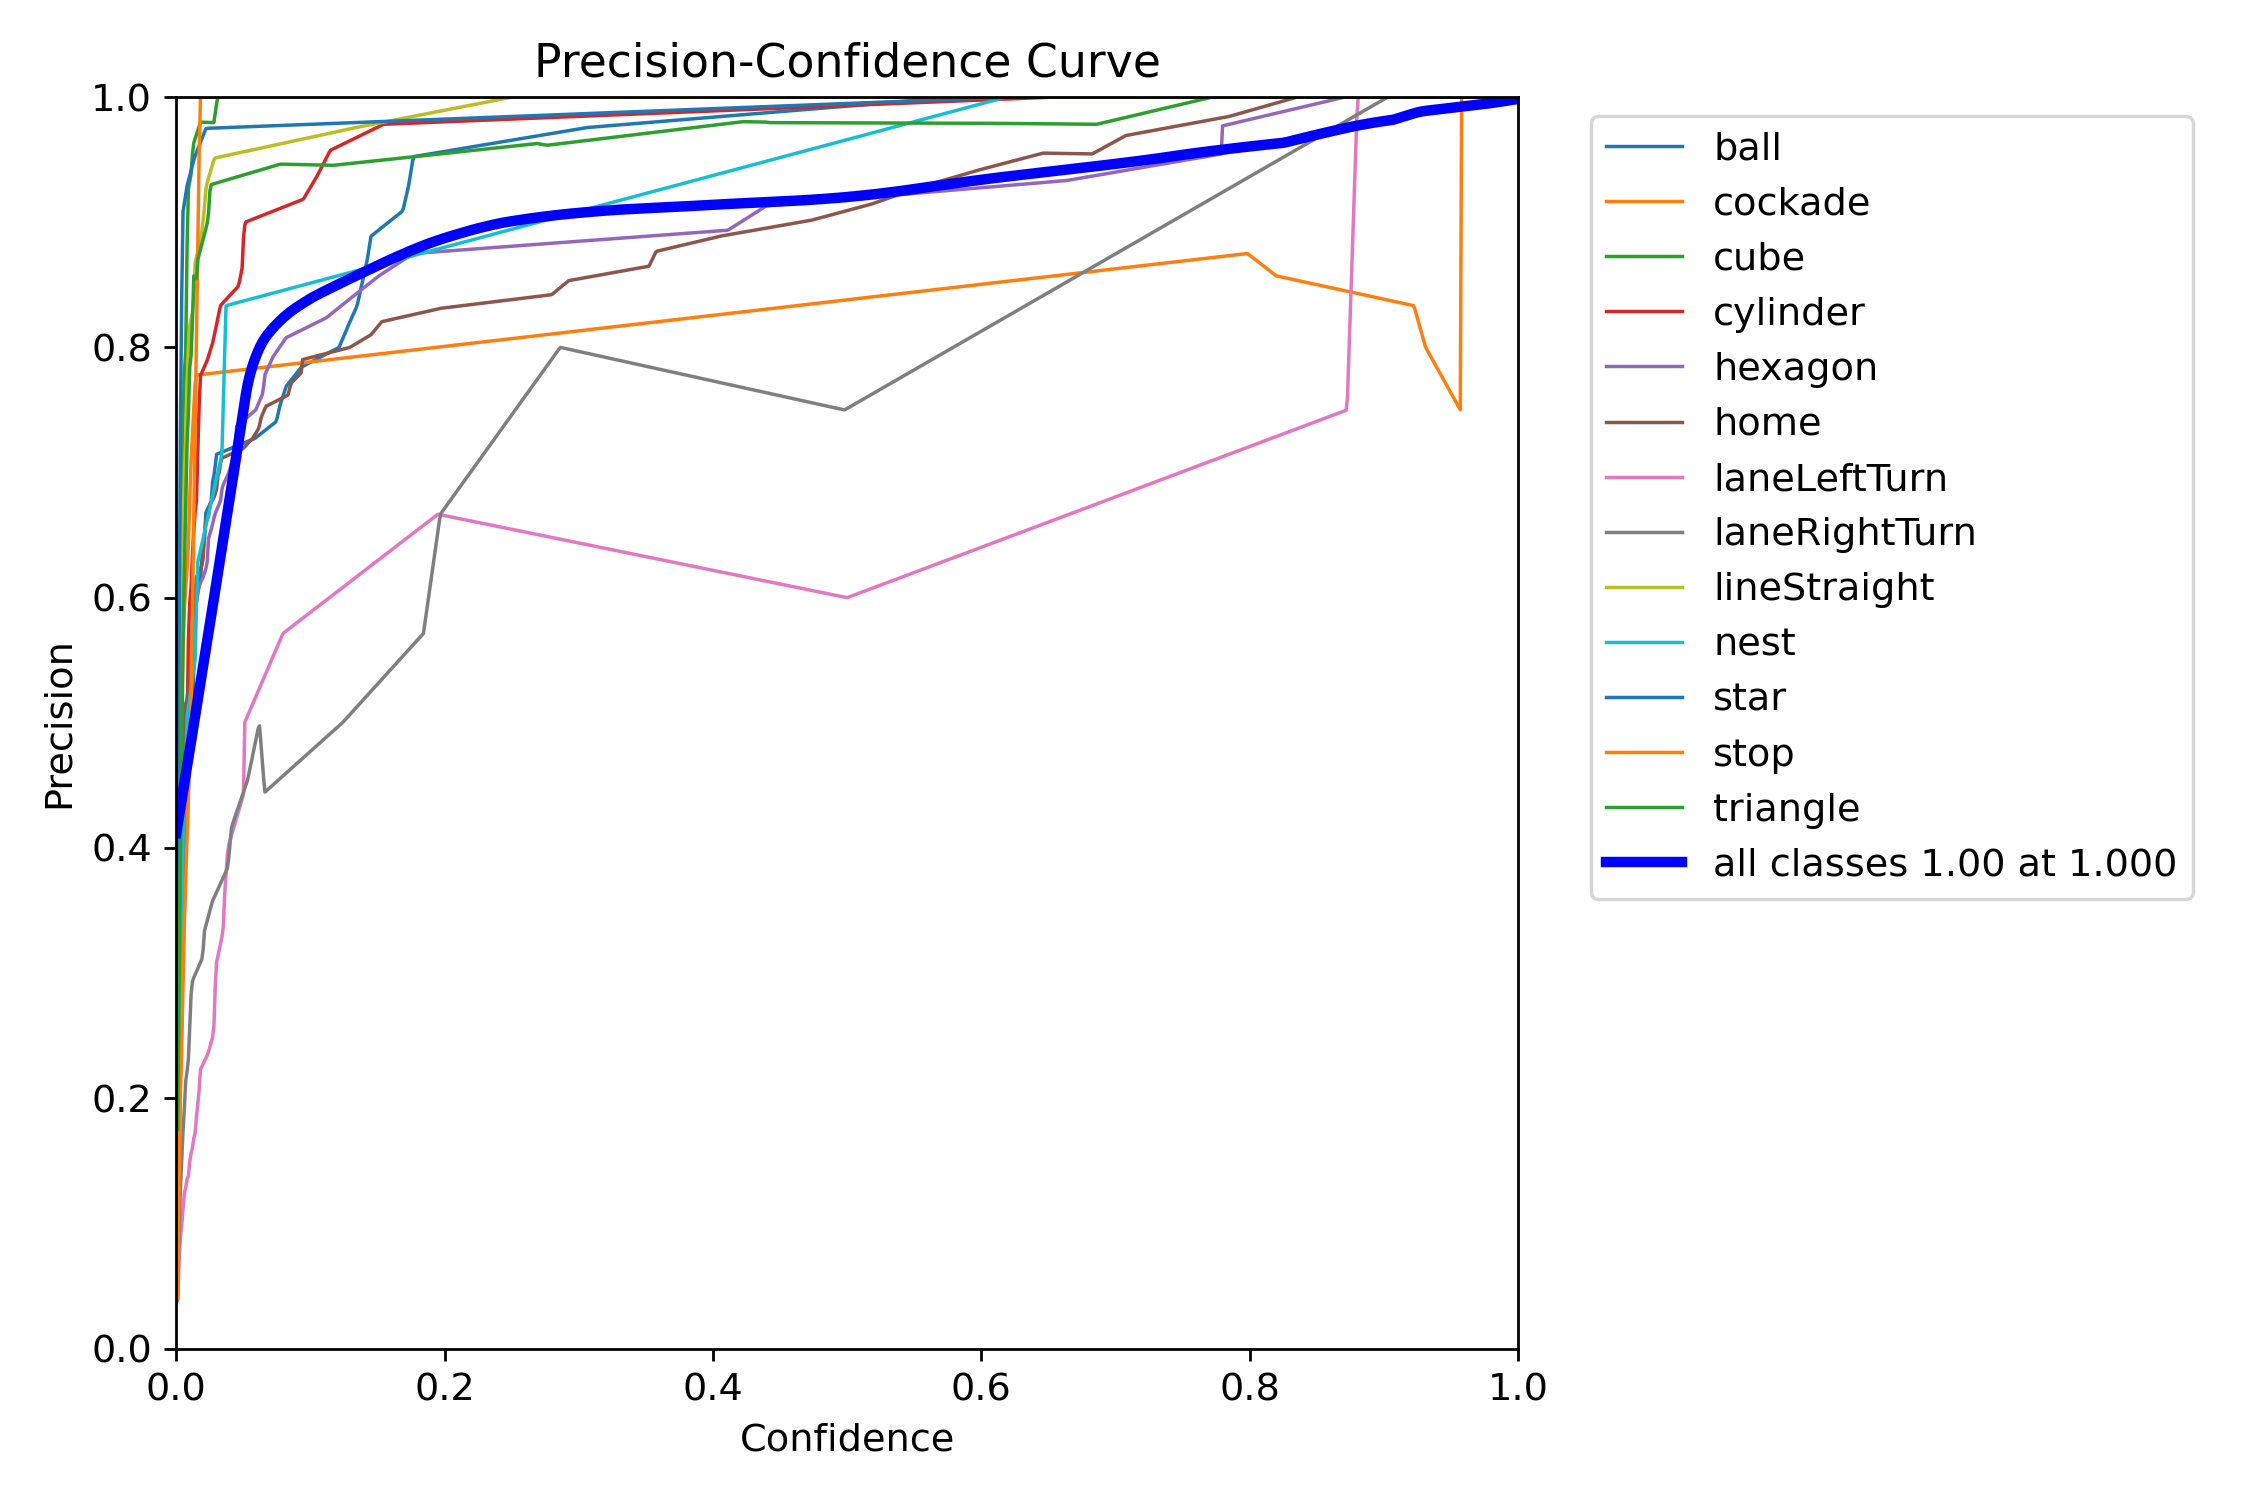 Precision-Confidence Curve
1.0
0.8
0.6
0.4
0.2
0.0
Precision
0.0 0.2 0.4 0.6 0.8 1.0
Confidence
ball
cockade
cube
cylinder
hexagon
home
laneLeftTurn
laneRightTurn
lineStraight
nest
star
stop
triangle
all classes 1.00 at 1.000